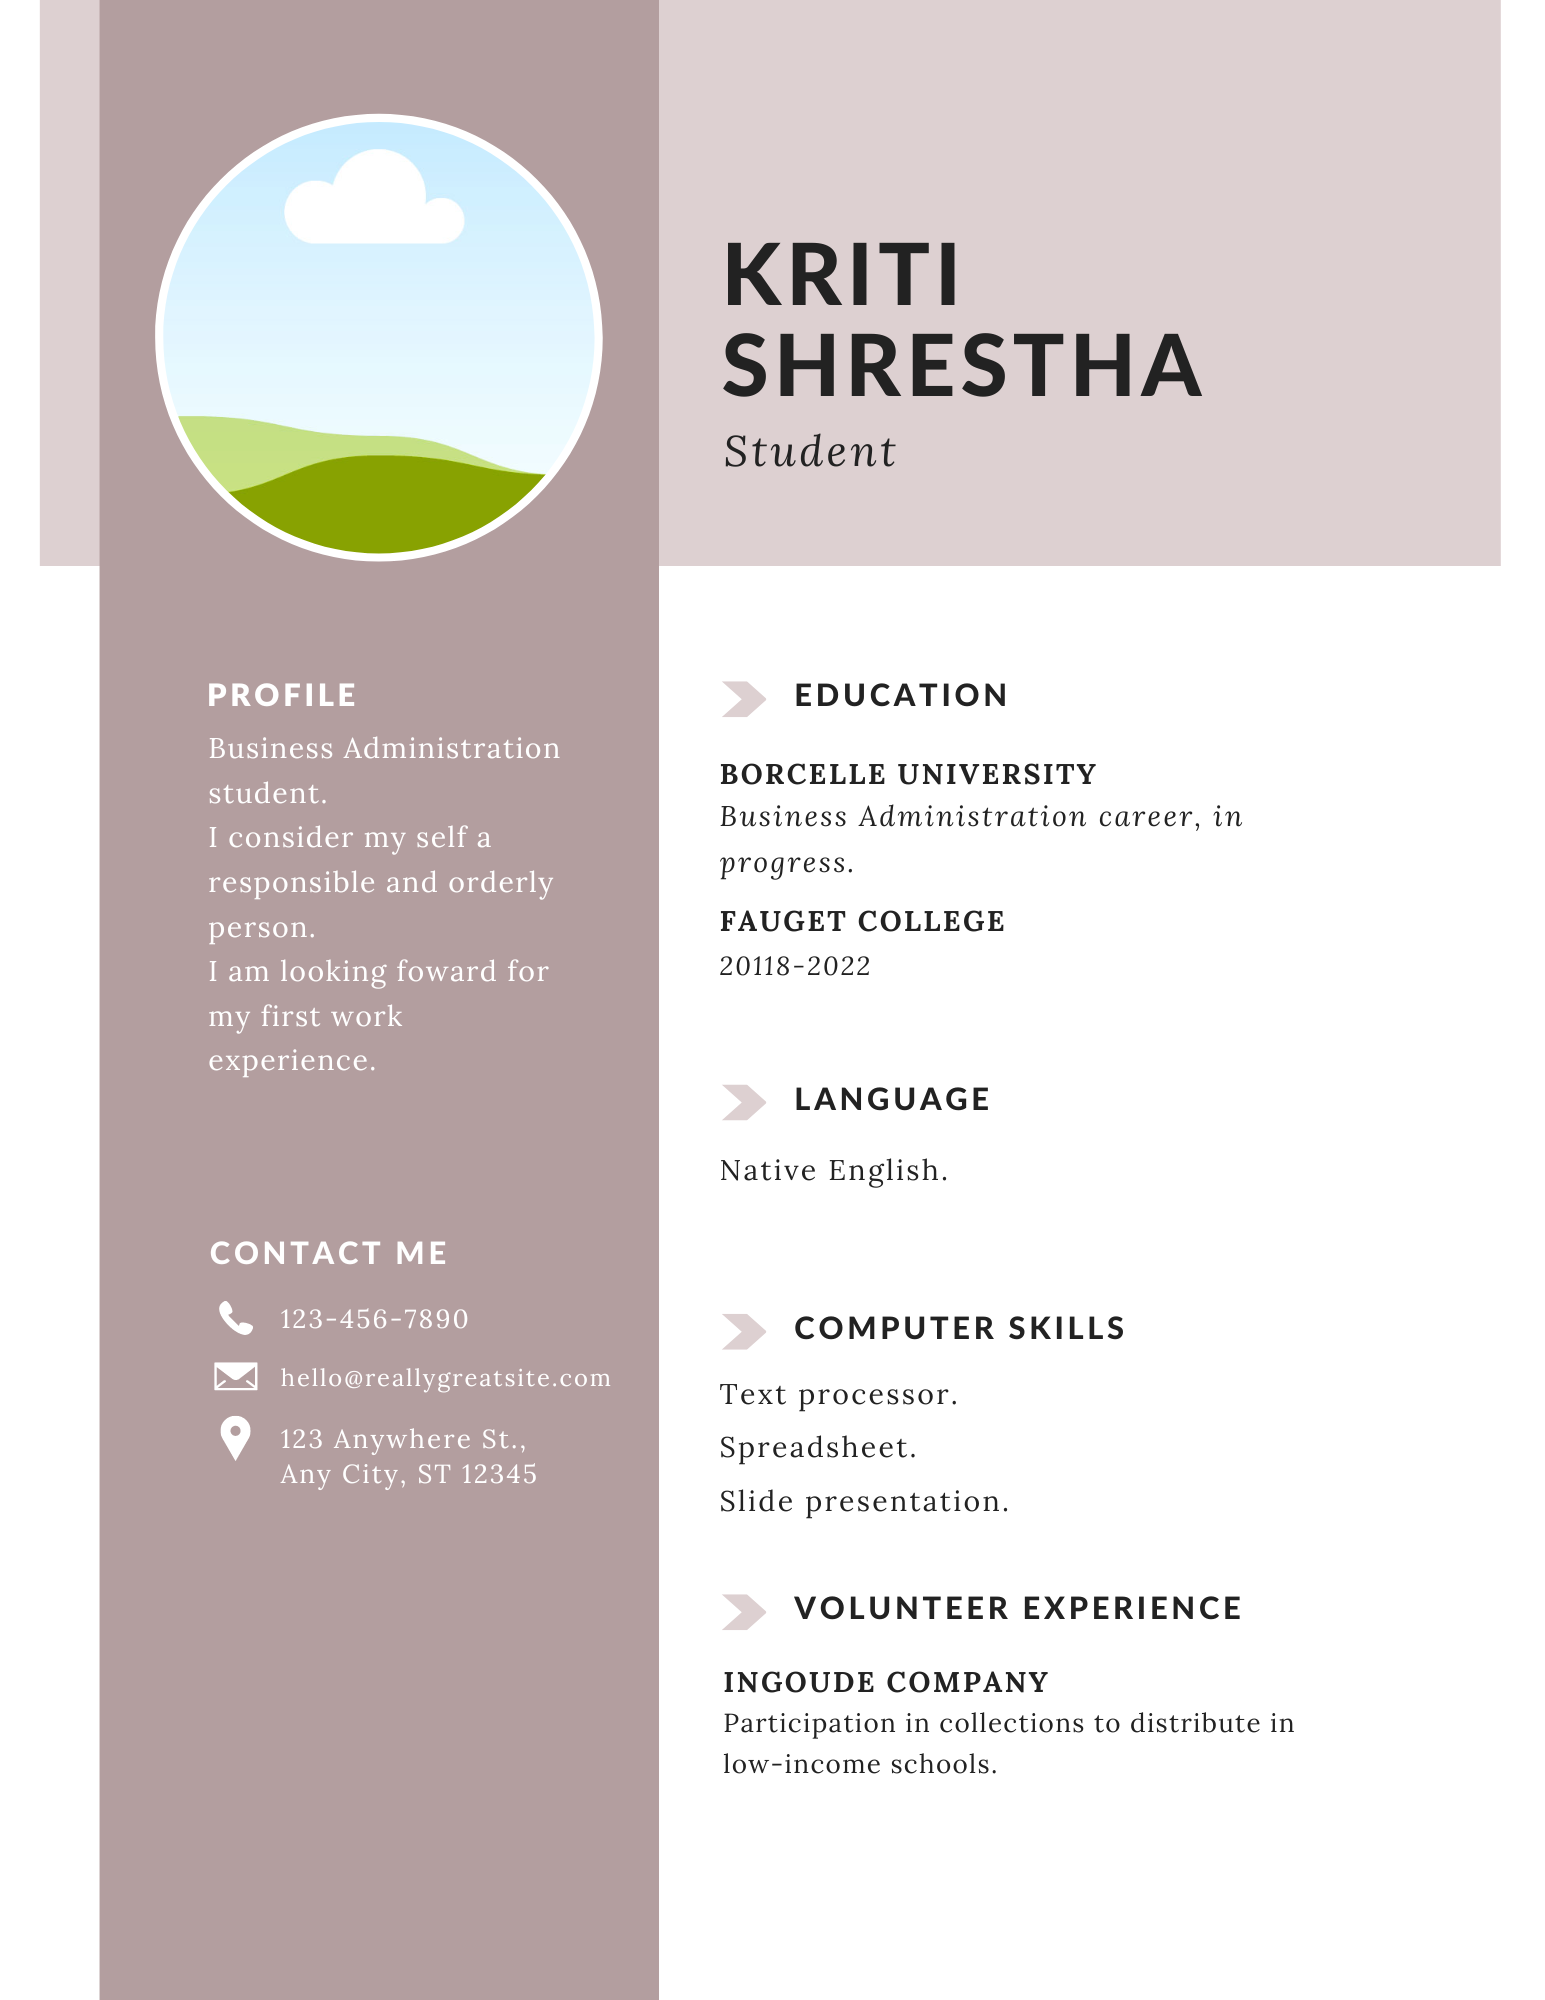 KRITI
SHRESTHA
Student
PROFILE
Business Administration
student.
I consider my self a
responsible and orderly
person.
I am looking foward for
my first work
experience.
CONTACT ME
123-456-7890
hello@reallygreatsite.com
123 Anywhere St.,
Any City, ST 12345
EDUCATION
BORCELLE UNIVERSITY
Business Administration career, in
progress.
FAUGET COLLEGE
20118-2022
LANGUAGE
Native English.
COMPUTER SKILLS
Text processor.
Spreadsheet.
Slide presentation.
VOLUNTEER EXPERIENCE
INGOUDE COMPANY
Participation in collections to distribute in
low-income schools.